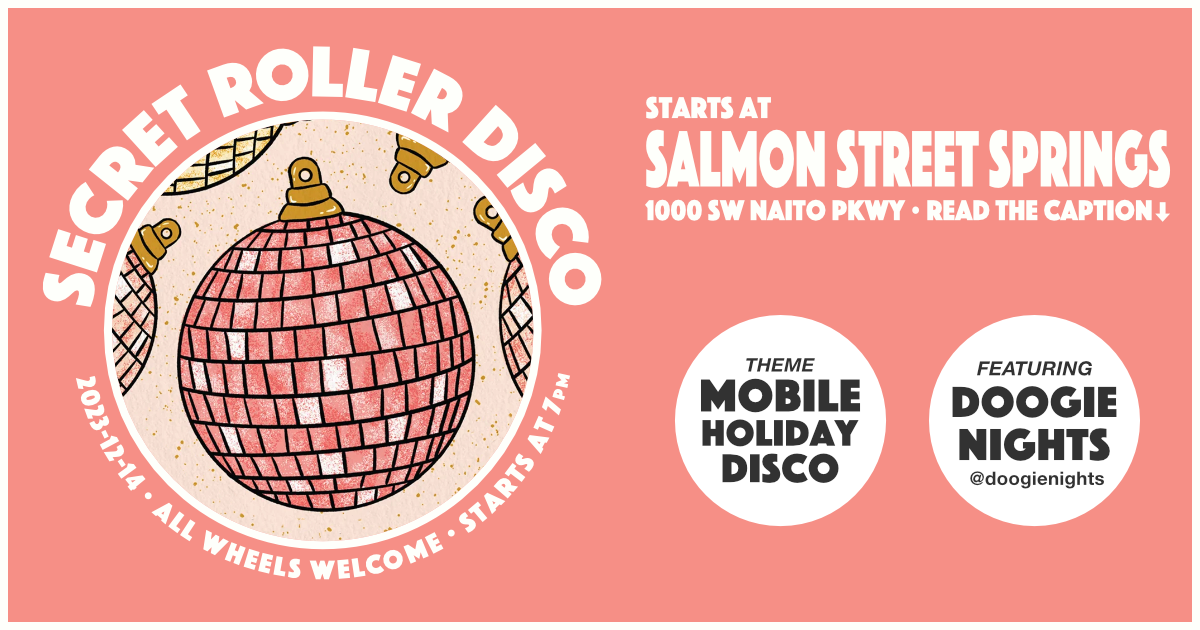 SECRET ROLLER DISCO
2023-12-14 • ALL WHEELS WELCOME • STARTS AT 7PM
STARTS AT
SALMON STREET SPRINGS
1000 SW NAITO PKWY • READ THE CAPTION↓
THEME
MOBILE
HOLIDAY
DISCO
FEATURING
DOOGIE
NIGHTS
@doogienights